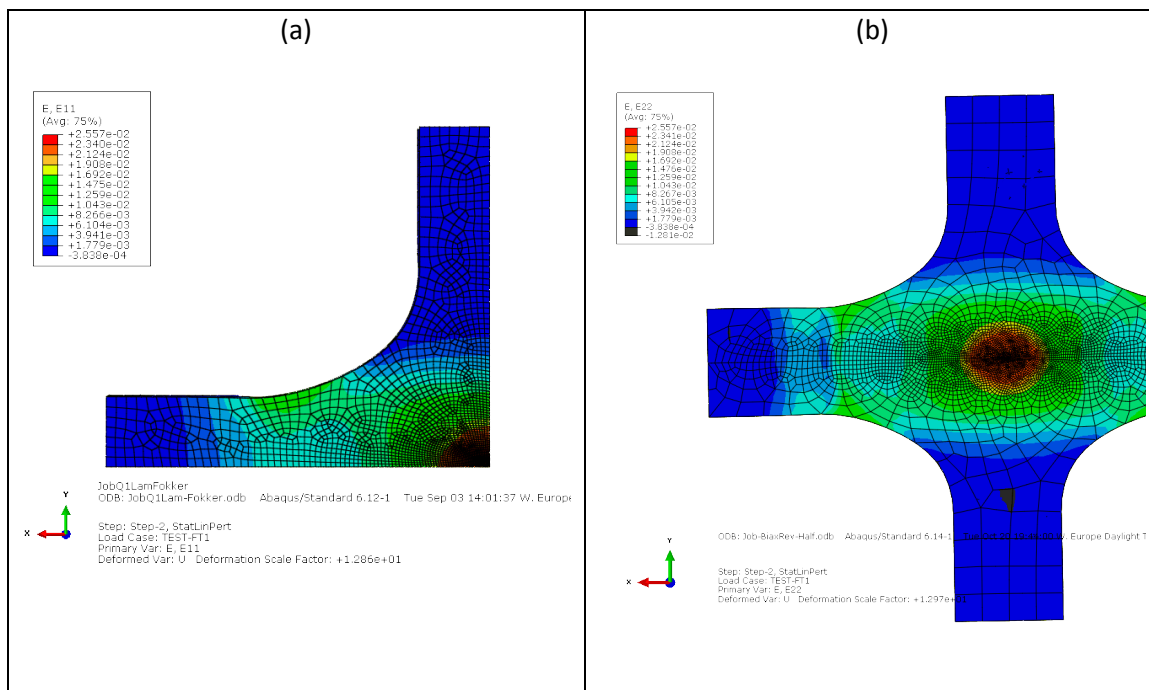 (a)
E, E11
(Avg: 75%)
+2.557e-02
+2.340e-02
+2.124e-02
+1.908e-02
+1.692e-02
+1.475e-02
+1.259e-02
+1.043e-02
+8.266e-03
+6.104e-03
+3.941e-03
+1.779e-03
-3.838e-04
JobQ1LamFokker
ODB: JobQ1Lam-Fokker.odb Abaqus/Standard 6.12-1 Tue Sep 03 14:01:37 W. Europe
Y
X
Step: Step-2, StatLinPert
Load Case: TEST-FT1
Primary Var: E, E11
Deformed Var: U Deformation Scale Factor: +1.286e+01
(b)
E, E22
(Avg: 75%)
+2.557e-02
+2.341e-02
+2.124e-02
+1.908e-02
+1.692e-02
+1.476e-02
+1.259e-02
+1.043e-02
+8.267e-03
+6.105e-03
+3.942e-03
+1.779e-03
-3.838e-04
-1.281e-02
ODB: Job-BiaxRev-Half.odb Abaqus/Standard 6.14-1 W. Europe Daylight T
Y
X
Step: Step-2, StatLinPert
Load Case: TEST-FT1
Primary Var: E, E22
Deformed Var: U Deformation Scale Factor: +1.297e+01